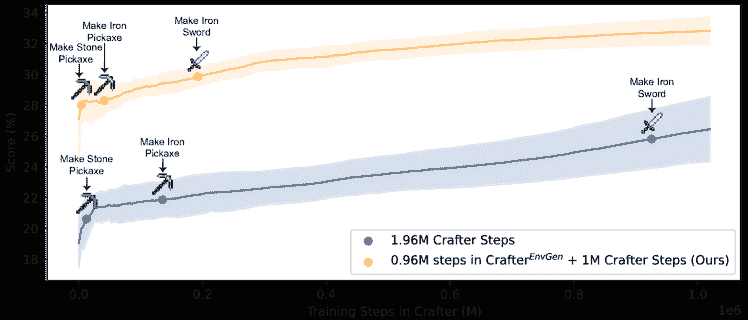 34
32
30
28
26
24
22
20
18
Score (%)
Make Stone
Pickaxe
Make Iron
Pickaxe
Make Iron
Sword
Make Stone
Pickaxe
Make Iron
Pickaxe
Make Iron
Sword
1.96M Crafter Steps
0.96M steps in Crafter^EnvGen + 1M Crafter Steps (Ours)
0.0
0.2
0.4
0.6
0.8
1.0
1e6
Training Steps in Crafter (M)